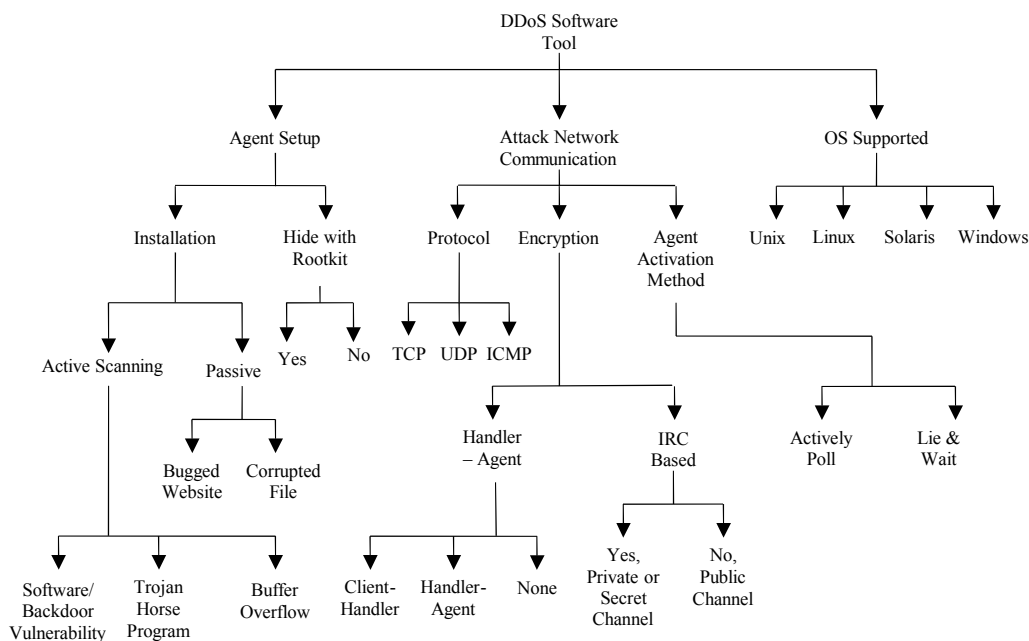 DDoS Software
Tool
Agent Setup
Attack Network
Communication
OS Supported
Installation
Hide with
Rootkit
Protocol
Encryption
Agent
Activation
Method
Unix
Linux
Solaris
Windows
Active Scanning
Passive
Yes
No
TCP
UDP
ICMP
Bugged
Website
Corrupted
File
Handler
– Agent
IRC
Based
Actively
Poll
Lie &
Wait
Software/
Backdoor
Vulnerability
Trojan
Horse
Program
Buffer
Overflow
Client-
Handler
Handler-
Agent
None
Yes,
Private or
Secret
Channel
No,
Public
Channel